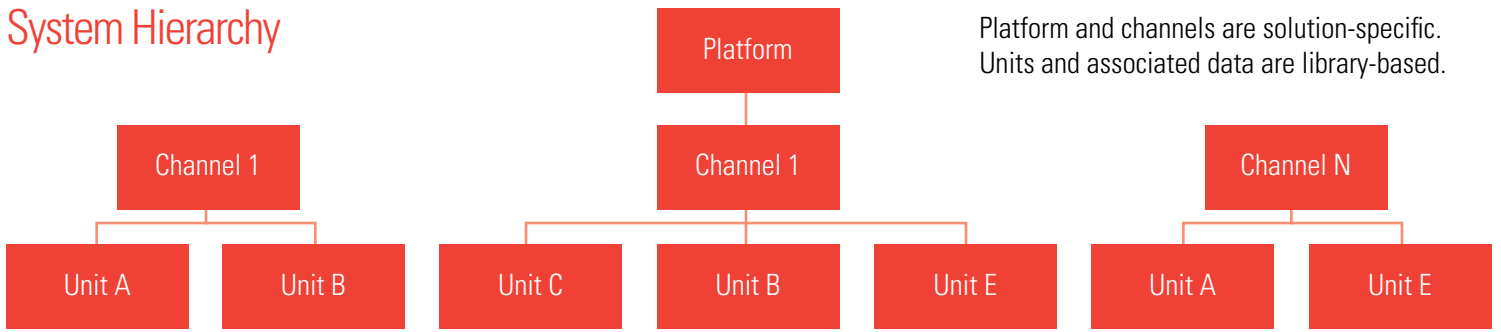 System Hierarchy
Platform
Platform and channels are solution-specific.
Units and associated data are library-based.
Channel 1
Channel 1
Channel N
Unit A
Unit B
Unit C
Unit B
Unit E
Unit A
Unit E